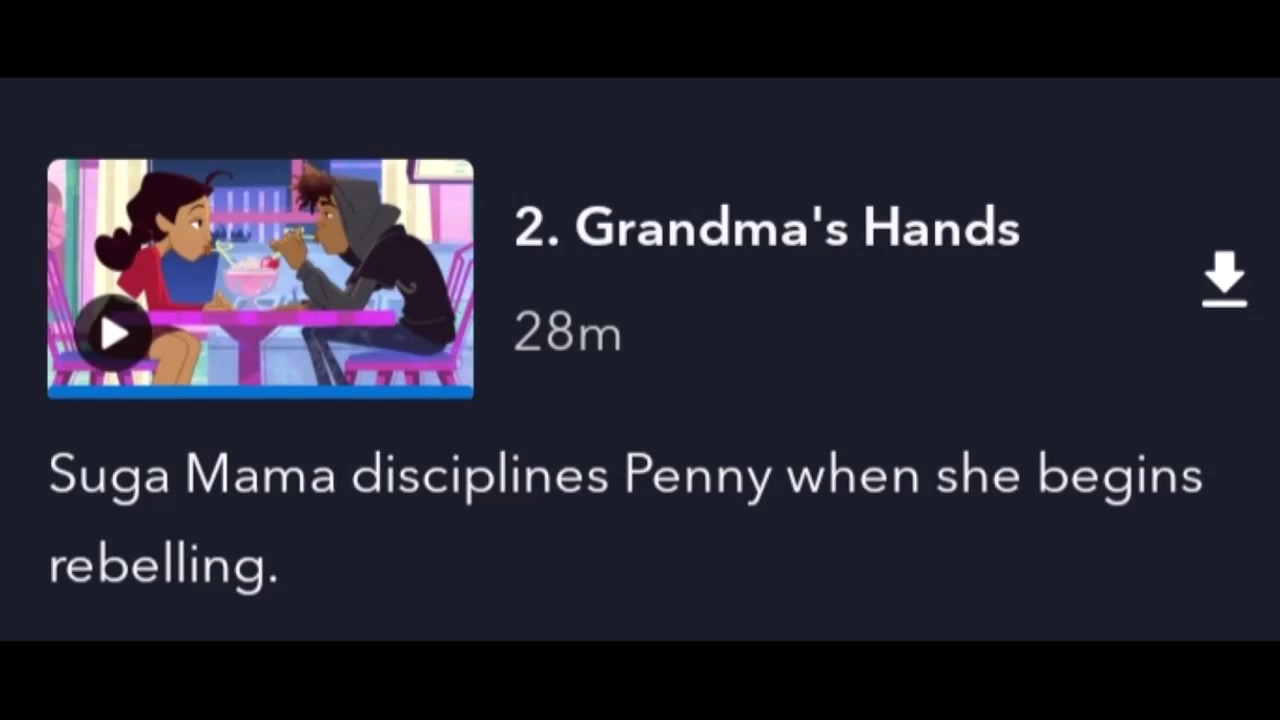 2. Grandma's Hands
28m
Suga Mama disciplines Penny when she begins
rebelling.